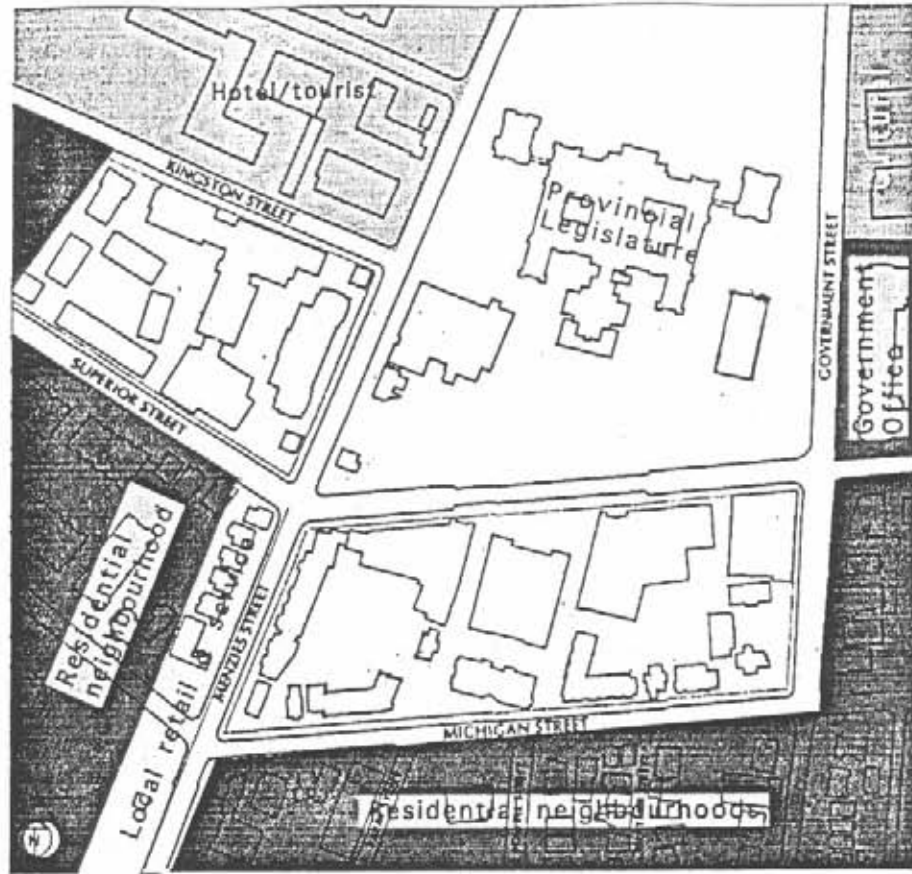 Hotel/tourist
KINGSTON STREET
Provincial
Legislature
GOVERNMENT STREET
Government
Office
SUPERIOR STREET
Residential
neighbourhood
Local retail & service
MENZIES STREET
MICHIGAN STREET
Residential neighbourhoods
N